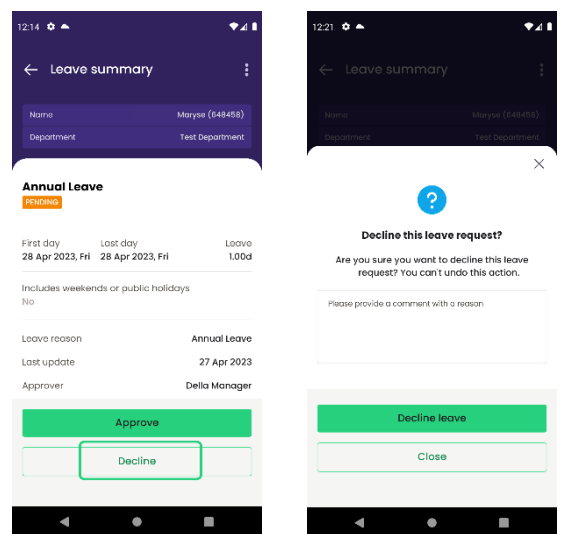 12:14
Leave summary
Name Maryse (648458)
Department Test Department
Annual Leave
PENDING
First day Last day Leave
28 Apr 2023, Fri 28 Apr 2023, Fri 1.00d
Includes weekends or public holidays
No
Leave reason Annual Leave
Last update 27 Apr 2023
Approver Della Manager
Approve
Decline
12:21
Leave summary
Name Maryse (648458)
Department Test Department
Decline this leave request?
Are you sure you want to decline this leave
request? You can't undo this action.
Please provide a comment with a reason
Decline leave
Close